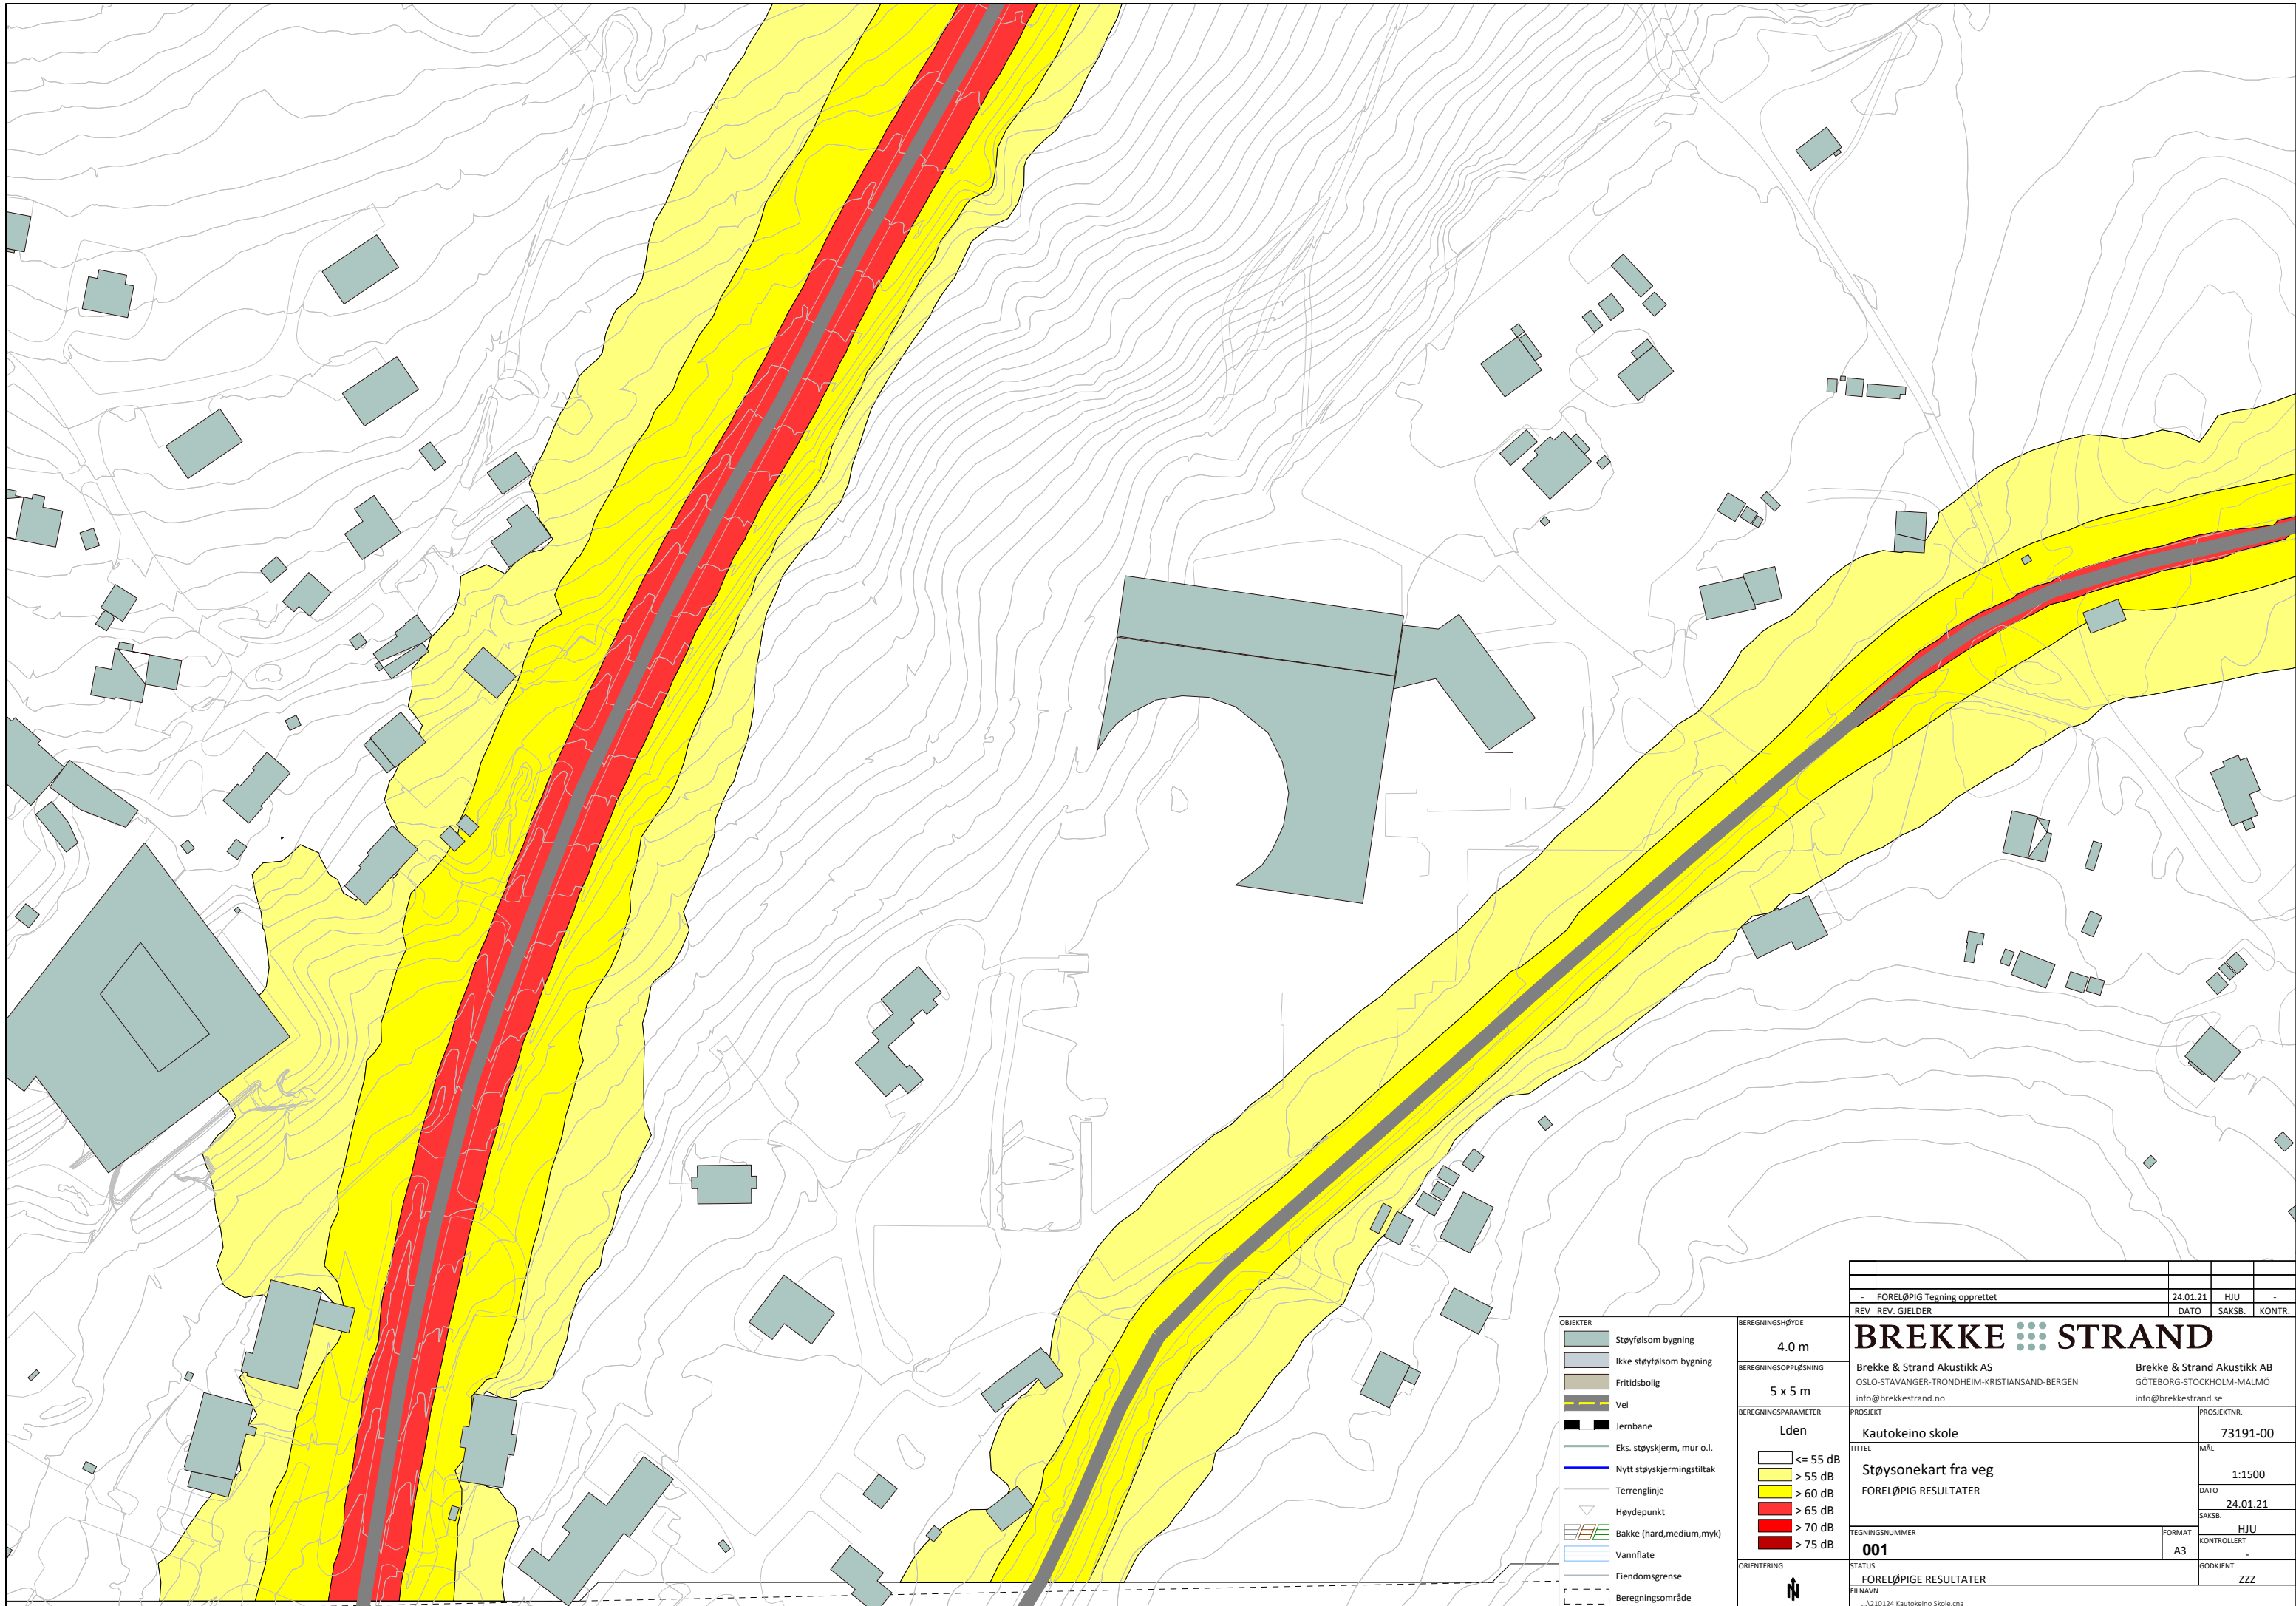 - FORELØPIG Tegning opprettet 24.01.21 HJU -
REV REV. GJELDER DATO SAKSB. KONTR.
OBJEKTER
Støyfølsom bygning
Ikke støyfølsom bygning
Fritidsbolig
Vei
Jernbane
Eks. støyskjerm, mur o.l.
Nytt støyskjermingstiltak
Terrenglinje
Høydepunkt
Bakke (hard,medium,myk)
Vannflate
Eiendomsgrense
Beregningsområde
BEREGNINGSHØYDE
4.0 m
BEREGNINGSOPPLØSNING
5 x 5 m
BEREGNINGSPARAMETER
Lden
<= 55 dB
> 55 dB
> 60 dB
> 65 dB
> 70 dB
> 75 dB
ORIENTERING
N
BREKKE STRAND
Brekke & Strand Akustikk AS
OSLO-STAVANGER-TRONDHEIM-KRISTIANSAND-BERGEN
info@brekkestrand.no
Brekke & Strand Akustikk AB
GÖTEBORG-STOCKHOLM-MALMÖ
info@brekkestrand.se
PROSJEKT
Kautokeino skole
PROSJEKTNR.
73191-00
TITTEL
Støysonekart fra veg
FORELØPIG RESULTATER
MÅL
1:1500
DATO
24.01.21
SAKSB.
HJU
TEGNINGSNUMMER
001
FORMAT
A3
KONTROLLERT
-
STATUS
FORELØPIGE RESULTATER
GODKJENT
ZZZ
FILNAVN
...\210124 Kautokeino Skole.cna